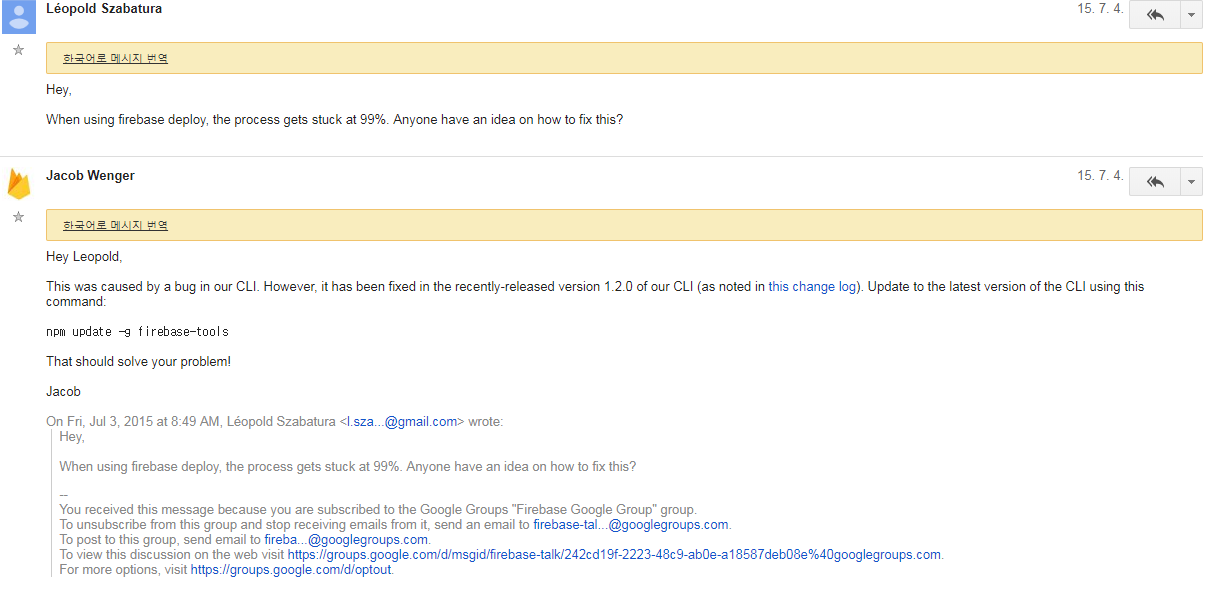 Léopold Szabatura
15. 7. 4.
한국어로 메시지 번역
Hey,
When using firebase deploy, the process gets stuck at 99%. Anyone have an idea on how to fix this?
Jacob Wenger
15. 7. 4.
한국어로 메시지 번역
Hey Leopold,
This was caused by a bug in our CLI. However, it has been fixed in the recently-released version 1.2.0 of our CLI (as noted in this change log). Update to the latest version of the CLI using this
command:
npm update -g firebase-tools
That should solve your problem!
Jacob
On Fri, Jul 3, 2015 at 8:49 AM, Léopold Szabatura <l.sza...@gmail.com> wrote:
Hey,
When using firebase deploy, the process gets stuck at 99%. Anyone have an idea on how to fix this?
--
You received this message because you are subscribed to the Google Groups "Firebase Google Group" group.
To unsubscribe from this group and stop receiving emails from it, send an email to firebase-tal...@googlegroups.com.
To post to this group, send email to fireba...@googlegroups.com.
To view this discussion on the web visit https://groups.google.com/d/msgid/firebase-talk/242cd19f-2223-48c9-ab0e-a18587deb08e%40googlegroups.com.
For more options, visit https://groups.google.com/d/optout.